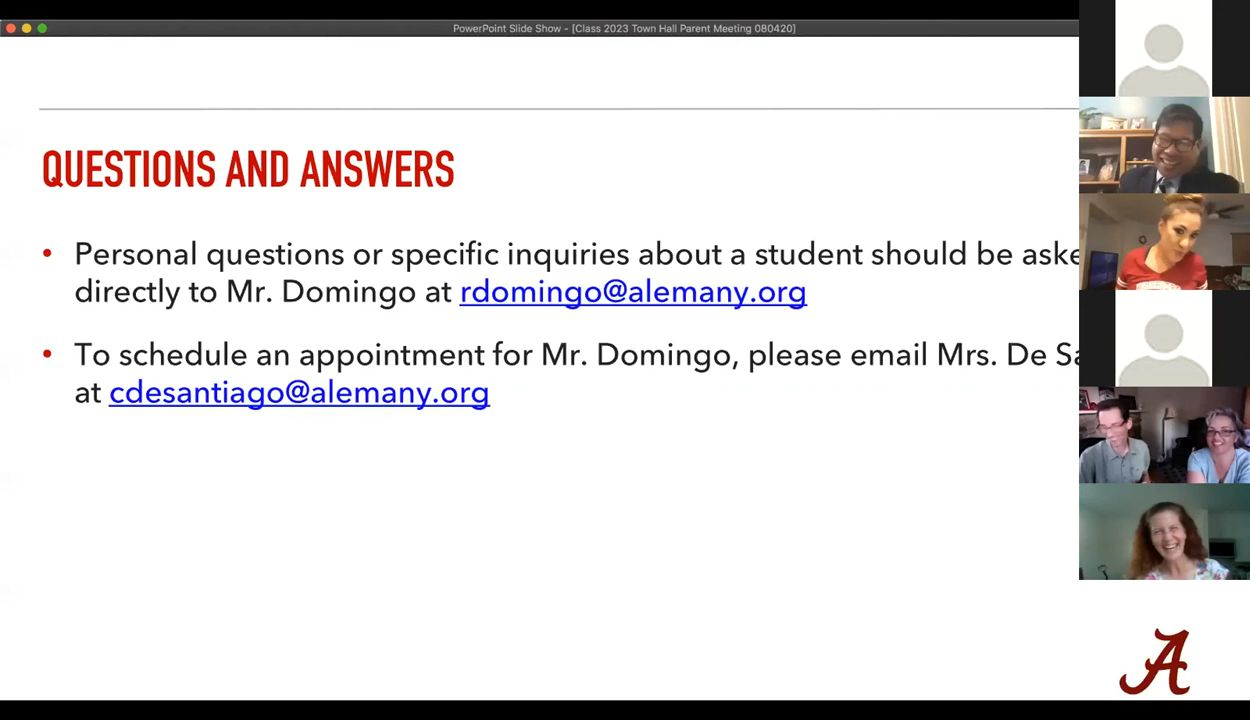 PowerPoint Slide Show - [Class 2023 Town Hall Parent Meeting 080420]
QUESTIONS AND ANSWERS
• Personal questions or specific inquiries about a student should be aske
directly to Mr. Domingo at rdomingo@alemany.org
• To schedule an appointment for Mr. Domingo, please email Mrs. De Sa
at cdesantiago@alemany.org
A